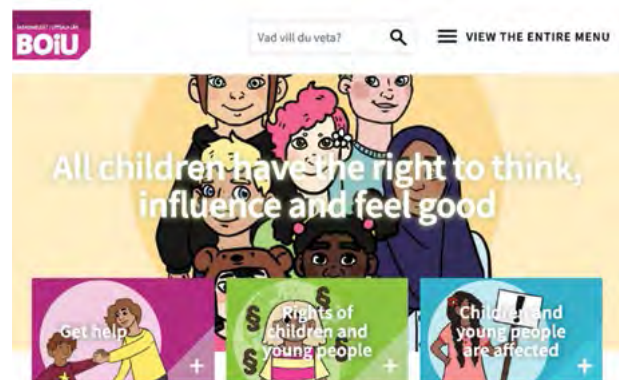 BOiU
Vad vill du veta?
VIEW THE ENTIRE MENU
All children have the right to think,
influence and feel good
Get help
+
Rights of
children and
young people
+
Children and
young people
are affected
+
§
§
§
§
!